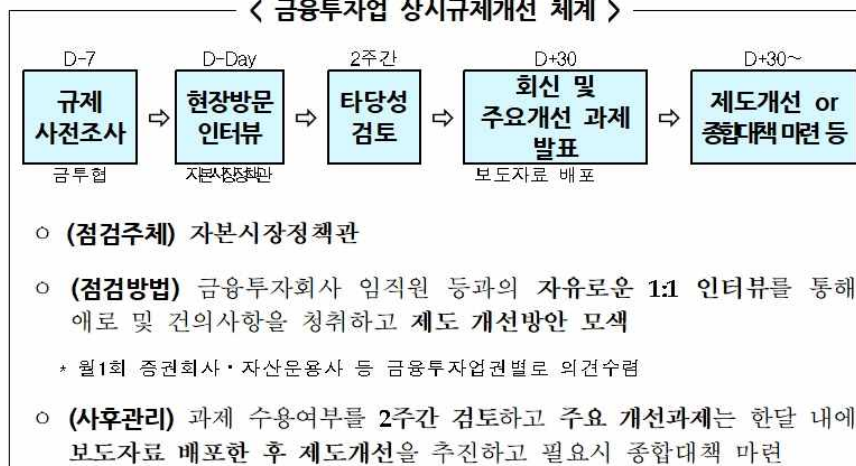 < 금융투자업 상시규제개선 체계 >
D-7 D-Day 2주간 D+30 D+30~
규제 사전조사 ⇨ 현장방문 인터뷰 ⇨ 타당성 검토 ⇨ 회신 및 주요개선 과제 발표 ⇨ 제도개선 or 종합대책 마련 등
금투협 자본시장정책관 보도자료 배포
○ (점검주체) 자본시장정책관
○ (점검방법) 금융투자회사 임직원 등과의 자유로운 1:1 인터뷰를 통해
애로 및 건의사항을 청취하고 제도 개선방안 모색
* 월1회 증권회사・자산운용사 등 금융투자업권별로 의견수렴
○ (사후관리) 과제 수용여부를 2주간 검토하고 주요 개선과제는 한달 내에
보도자료 배포한 후 제도개선을 추진하고 필요시 종합대책 마련